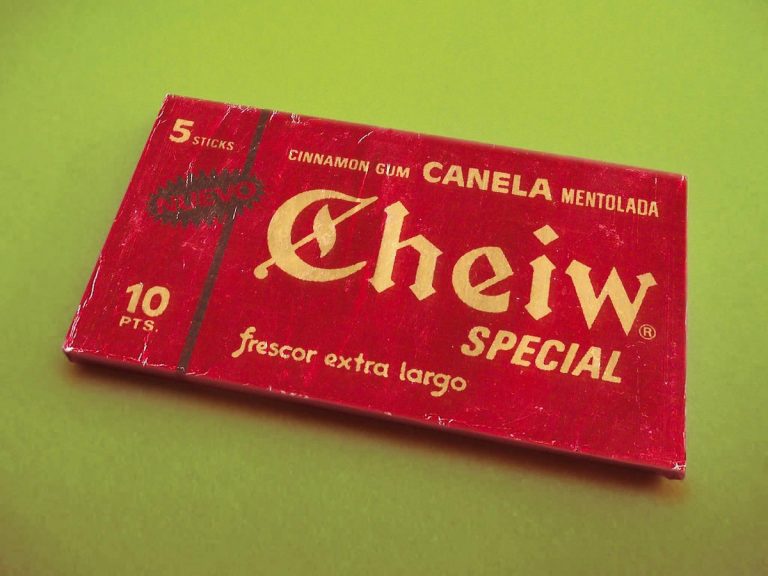 5 STICKS
NUEVO
10
PTS.
CINNAMON GUM CANELA MENTOLADA
Cheiw®
SPECIAL
frescor extra largo